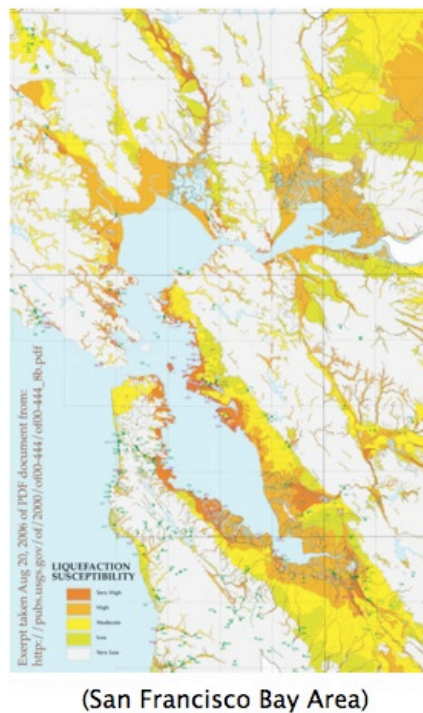 Exerpt taken Aug 20, 2006 of PDF document from:
http://pubs.usgs.gov/of/2000/of00-444/of00-444_8b.pdf
LIQUEFACTION
SUSCEPTIBILITY
Very High
High
Moderate
Low
Very Low
(San Francisco Bay Area)